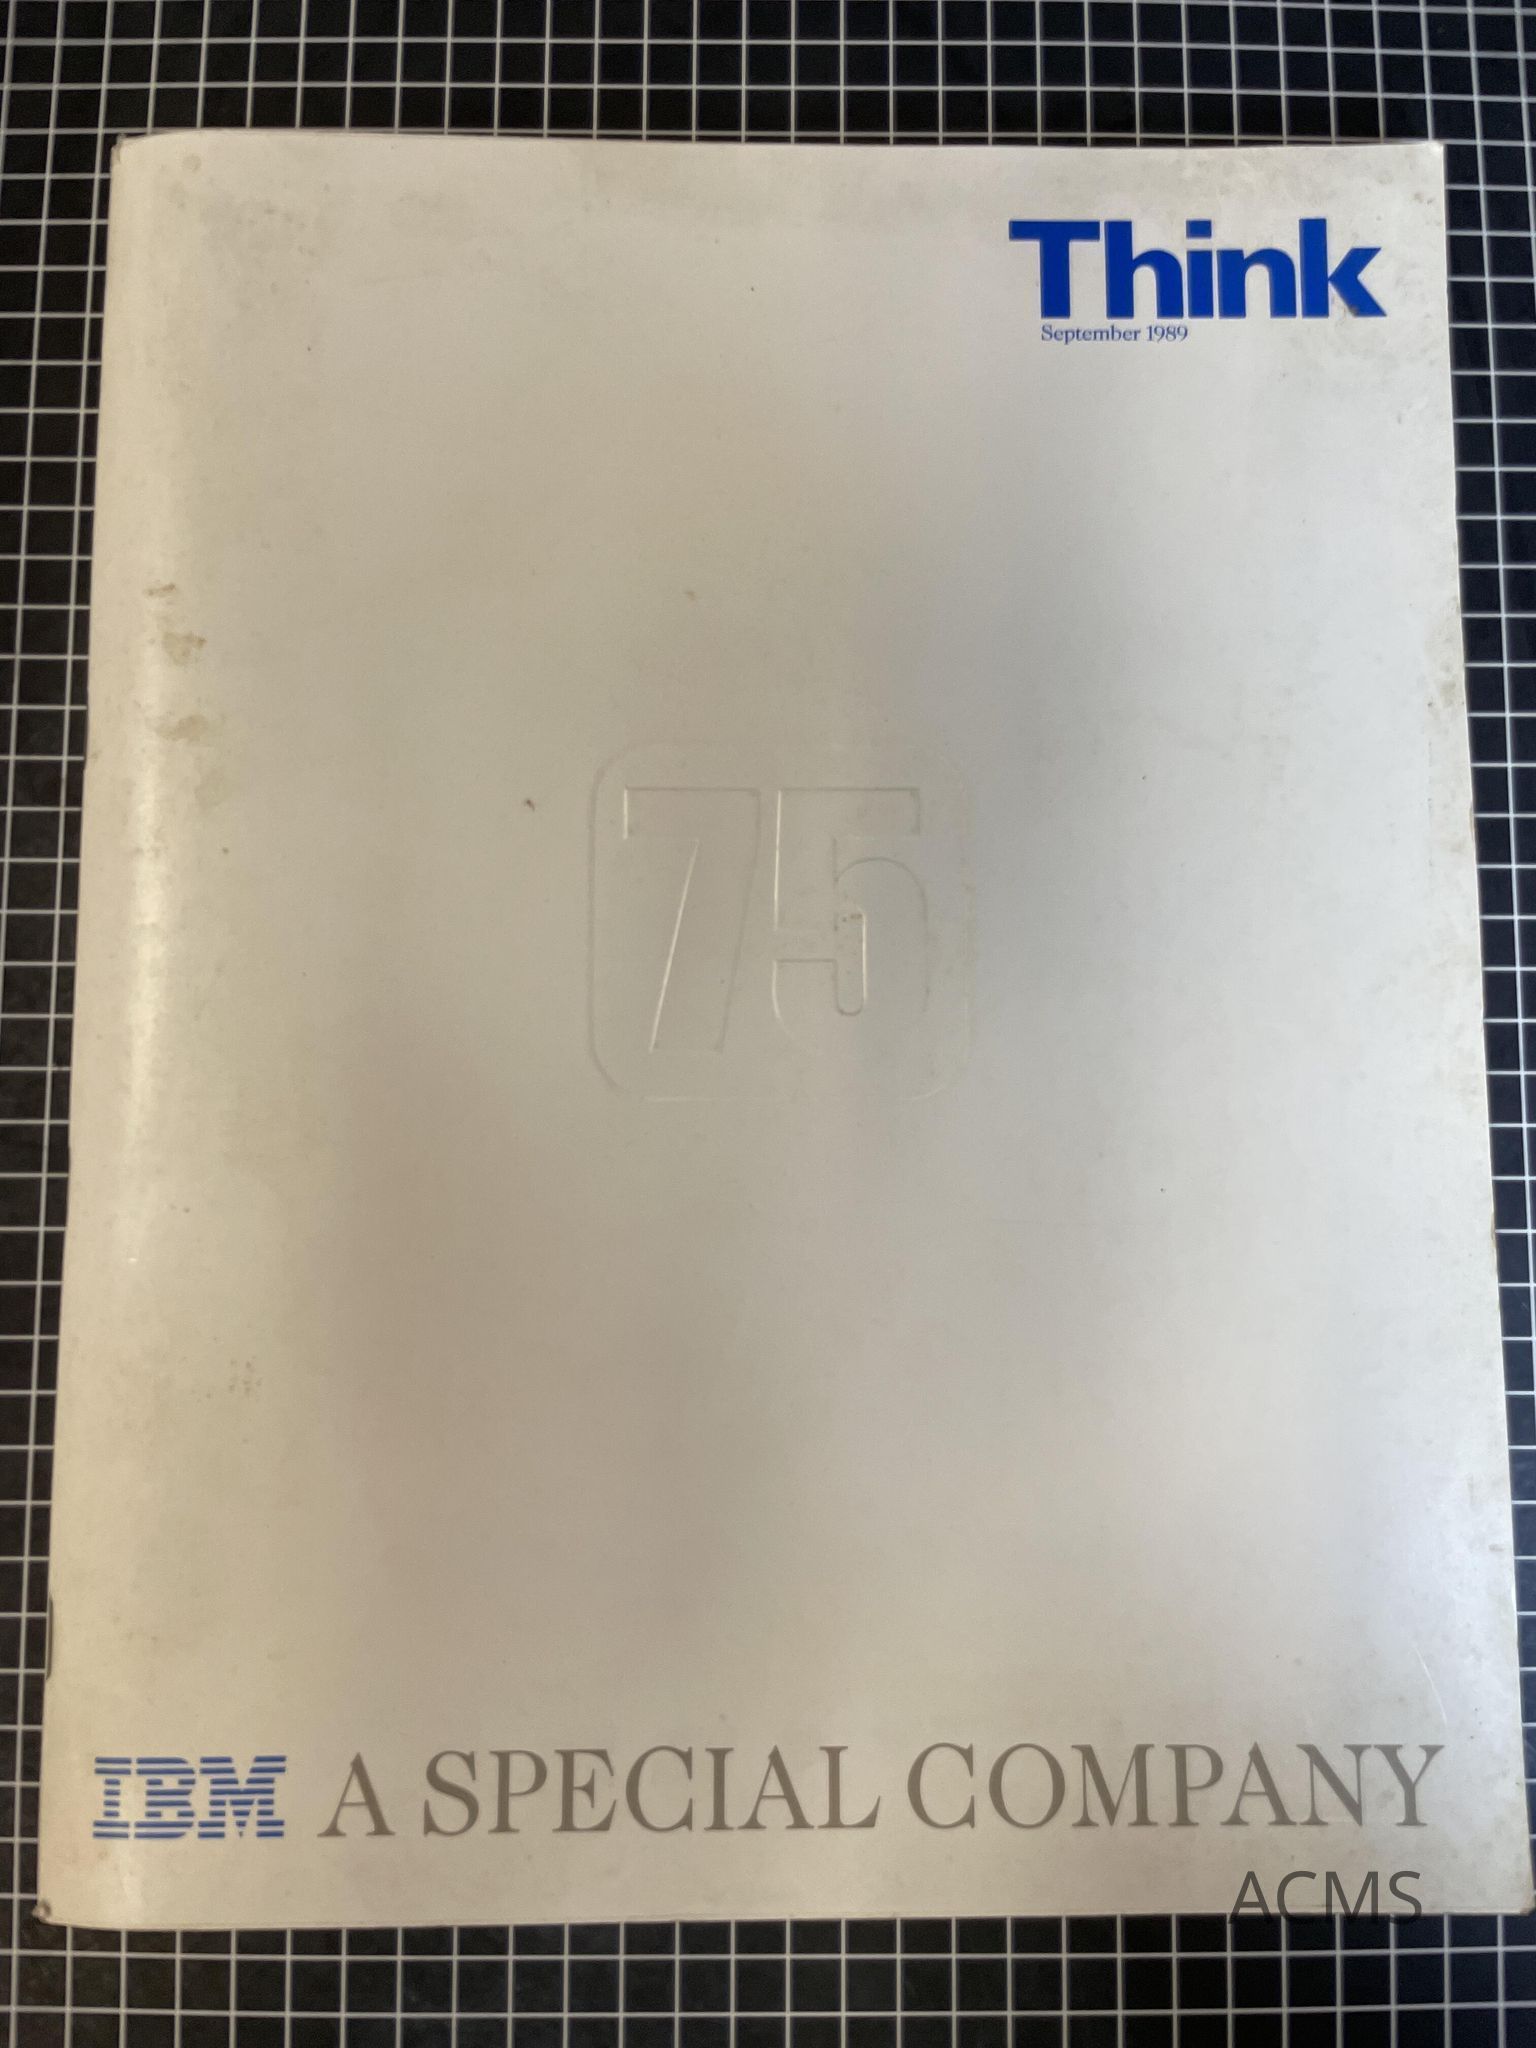 Think
September 1989
75
IBM A SPECIAL COMPANY
ACMS